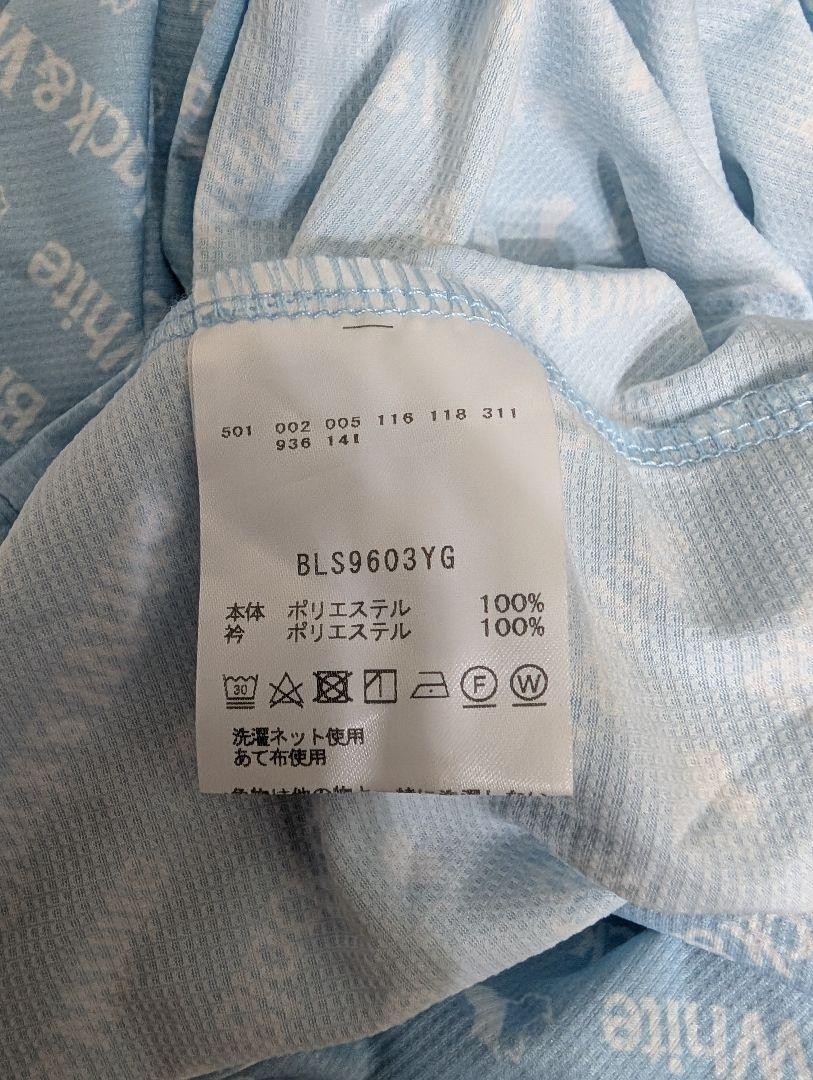 ck & W
White
White
501 002 005 116 118 311
936 141
BLS9603YG
本体 ポリエステル 100%
衿 ポリエステル 100%
30 F W
洗濯ネット使用
あて布使用
White